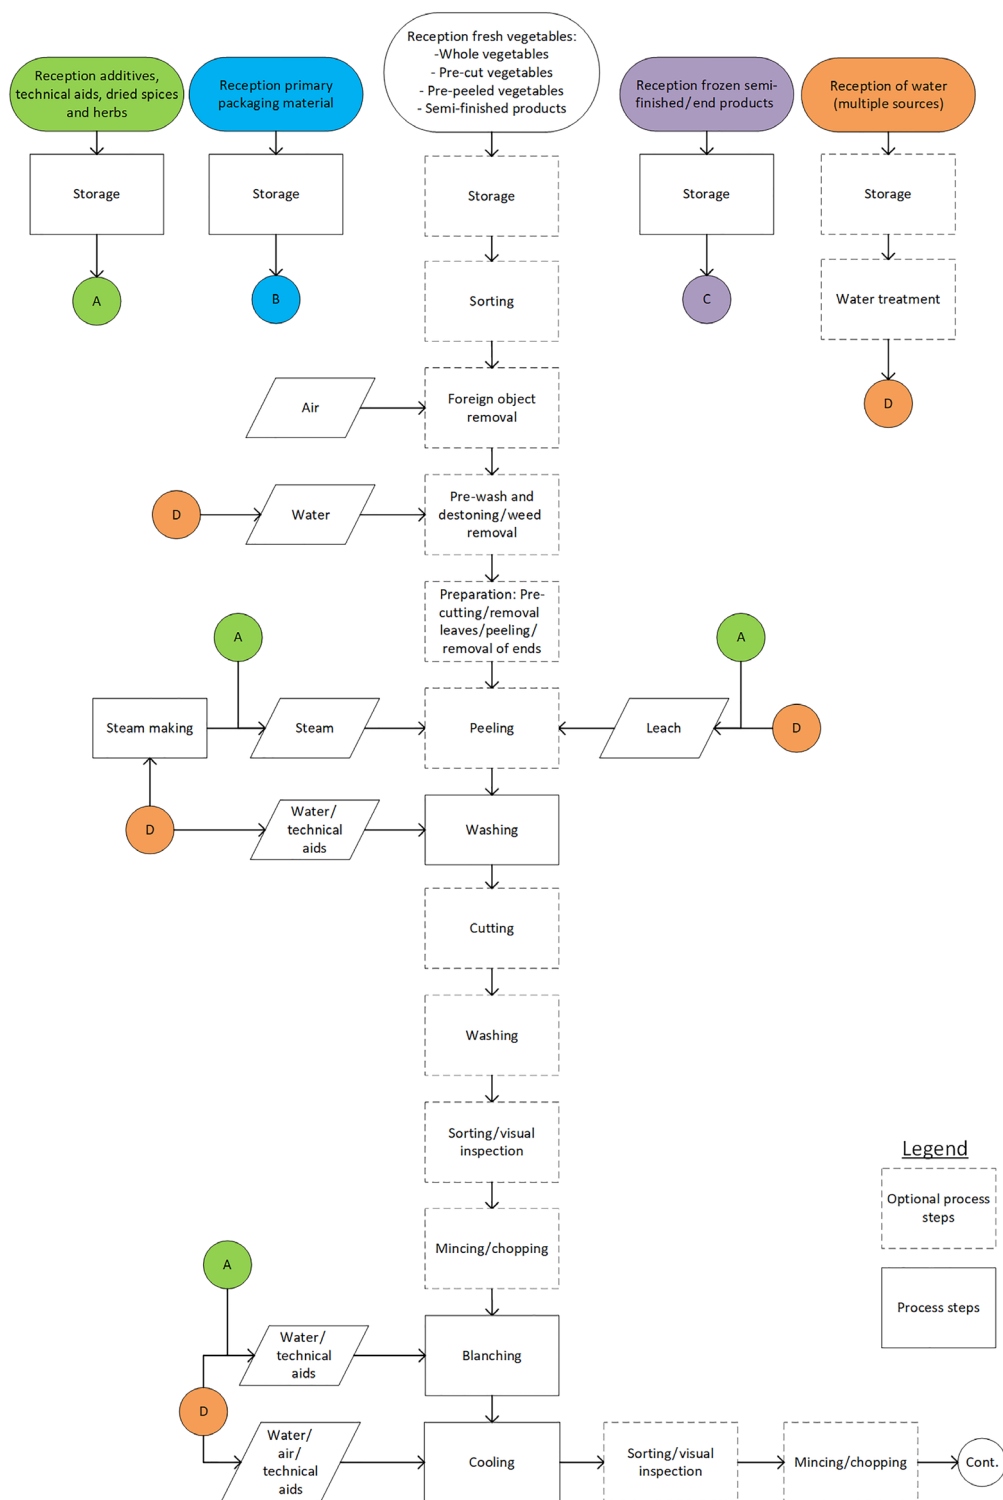 Reception additives,
technical aids, dried spices
and herbs
Reception primary
packaging material
Reception fresh vegetables:
-Whole vegetables
- Pre-cut vegetables
- Pre-peeled vegetables
- Semi-finished products
Reception frozen semi-
finished/end products
Reception of water
(multiple sources)
Storage
Storage
Storage
Storage
Storage
A
B
Sorting
C
Water treatment
Air
Foreign object
removal
D
D
Water
Pre-wash and
destoning/weed
removal
Preparation: Pre-
cutting/removal
leaves/peeling/
removal of ends
A
A
Steam making
Steam
Peeling
Leach
D
D
Water/
technical
aids
Washing
Cutting
Washing
Sorting/visual
inspection
Legend
Optional process
steps
Mincing/chopping
A
Process steps
Water/
technical
aids
Blanching
D
Water/
air/
technical
aids
Cooling
Sorting/visual
inspection
Mincing/chopping
Cont.